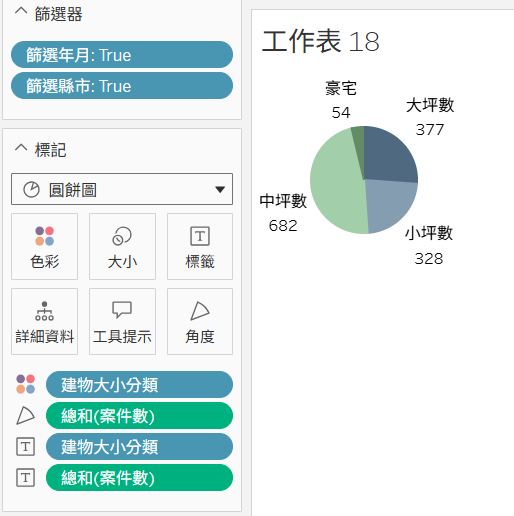 篩選器
篩選年月: True
篩選縣市: True
標記
圓餅圖
色彩
大小
標籤
詳細資料
工具提示
角度
建物大小分類
總和(案件數)
建物大小分類
總和(案件數)
工作表 18
豪宅
54
大坪數
377
中坪數
682
小坪數
328